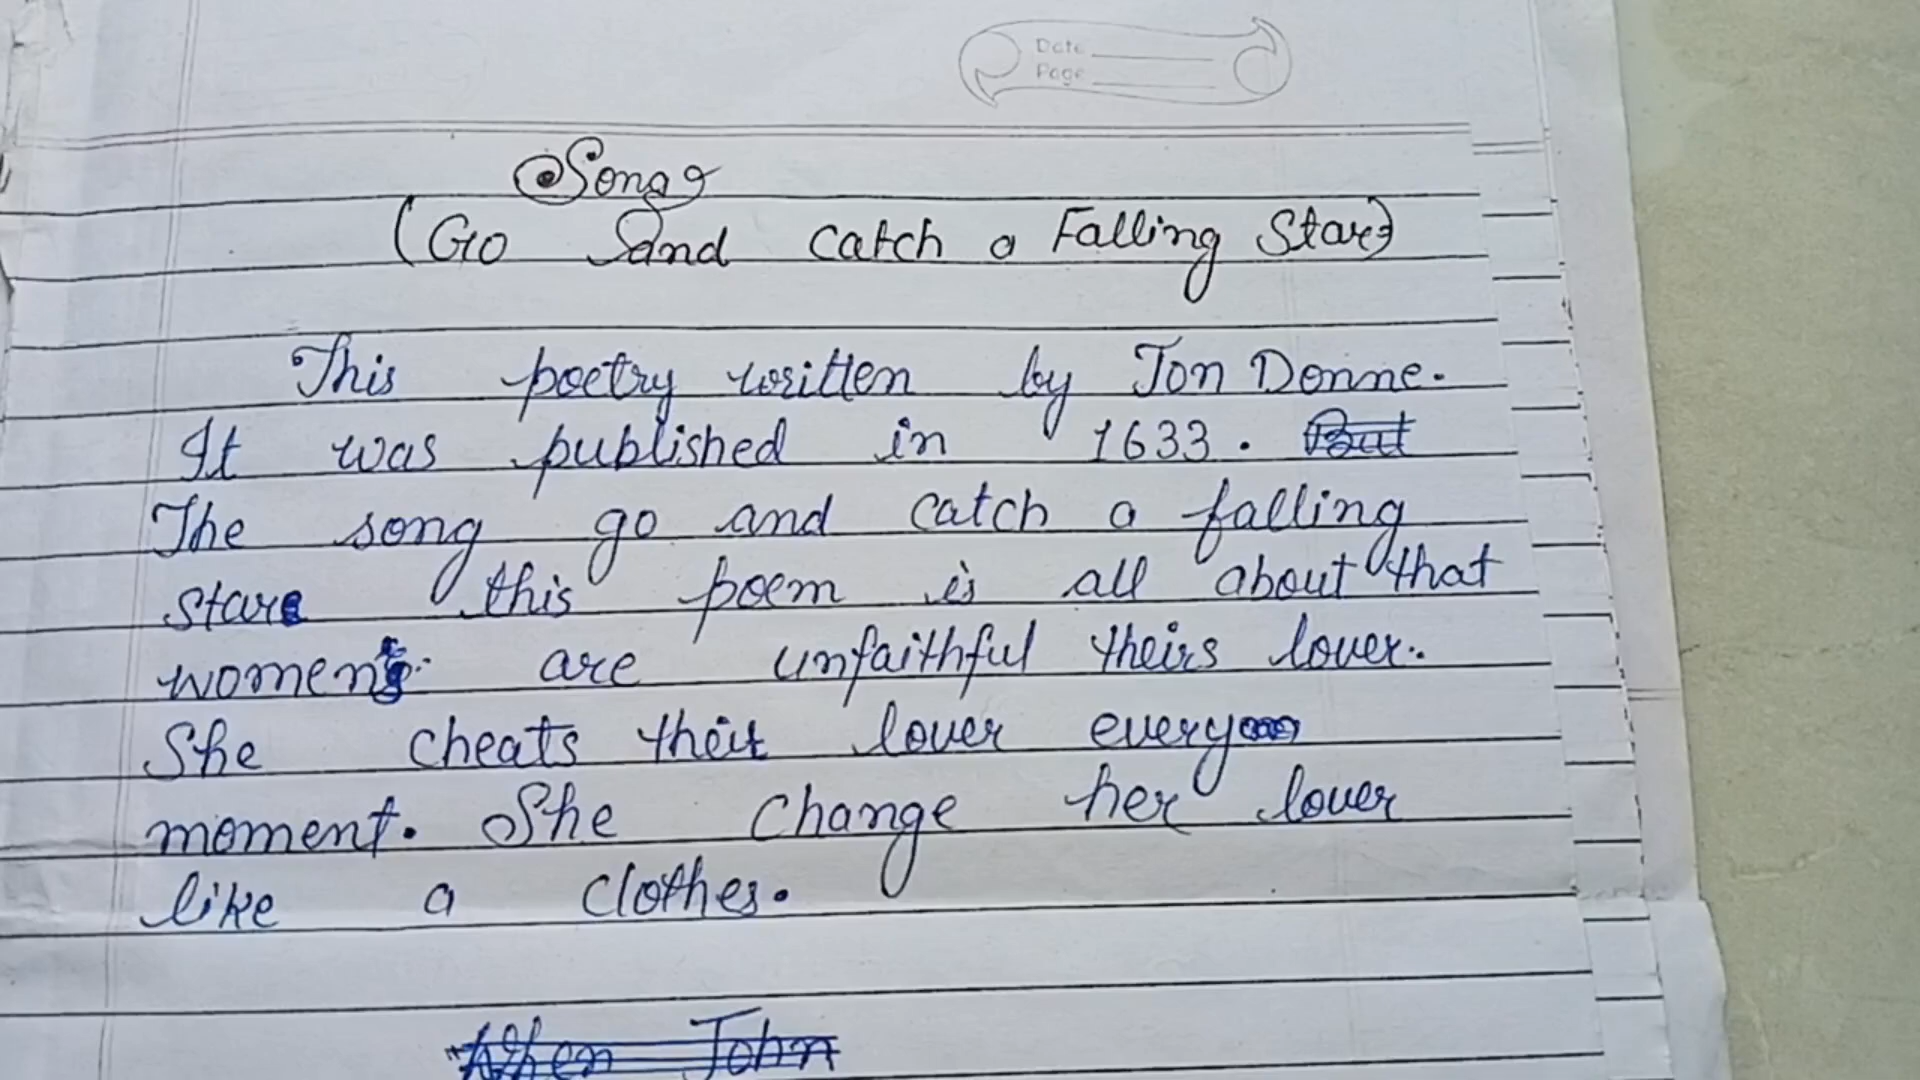 Date
Page
Song
(Go and catch a Falling Star)
This poetry written by Jon Donne.
It was published in 1633. But
The song go and catch a falling
star this poem is all about that
women are unfaithful theirs lover.
She cheats their lover every
moment. She change her lover
like a clothes.
When John